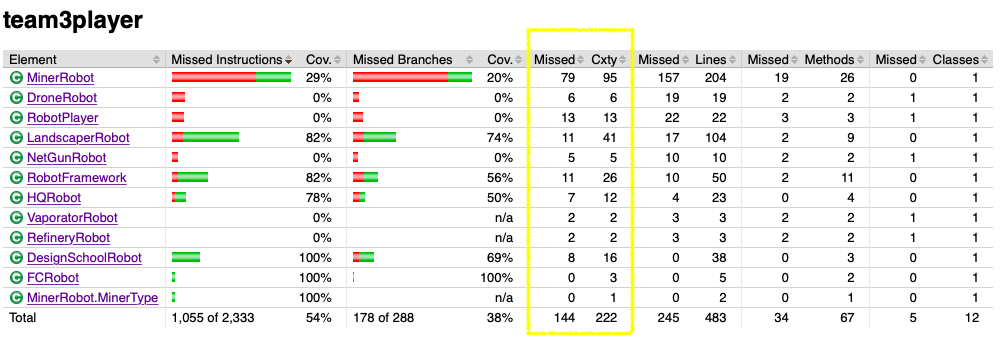 team3player
Element Missed Instructions Cov. Missed Branches Cov. Missed Cxty Missed Lines Missed Methods Missed Classes
MinerRobot 29% 20% 79 95 157 204 19 26 0 1
DroneRobot 0% 0% 6 6 19 19 2 2 1 1
RobotPlayer 0% 0% 13 13 22 22 3 3 1 1
LandscaperRobot 82% 74% 11 41 17 104 2 9 0 1
NetGunRobot 0% 0% 5 5 10 10 2 2 1 1
RobotFramework 82% 56% 11 26 10 50 2 11 0 1
HQRobot 78% 50% 7 12 4 23 0 4 0 1
VaporatorRobot 0% n/a 2 2 3 3 2 2 1 1
RefineryRobot 0% n/a 2 2 3 3 2 2 1 1
DesignSchoolRobot 100% 69% 8 16 0 38 0 3 0 1
FCRobot 100% 100% 0 3 0 5 0 2 0 1
MinerRobot.MinerType 100% n/a 0 1 0 2 0 1 0 1
Total 1,055 of 2,333 54% 178 of 288 38% 144 222 245 483 34 67 5 12